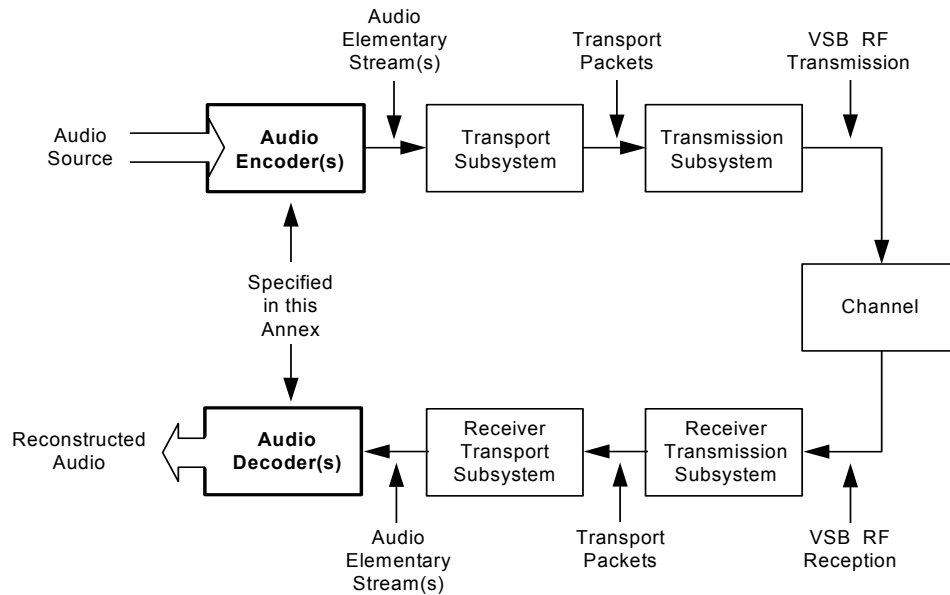 Audio
Elementary
Stream(s)
Transport
Packets
VSB RF
Transmission
Audio
Source
Audio
Encoder(s)
Transport
Subsystem
Transmission
Subsystem
Specified
in this
Annex
Channel
Reconstructed
Audio
Audio
Decoder(s)
Receiver
Transport
Subsystem
Receiver
Transmission
Subsystem
Audio
Elementary
Stream(s)
Transport
Packets
VSB RF
Reception